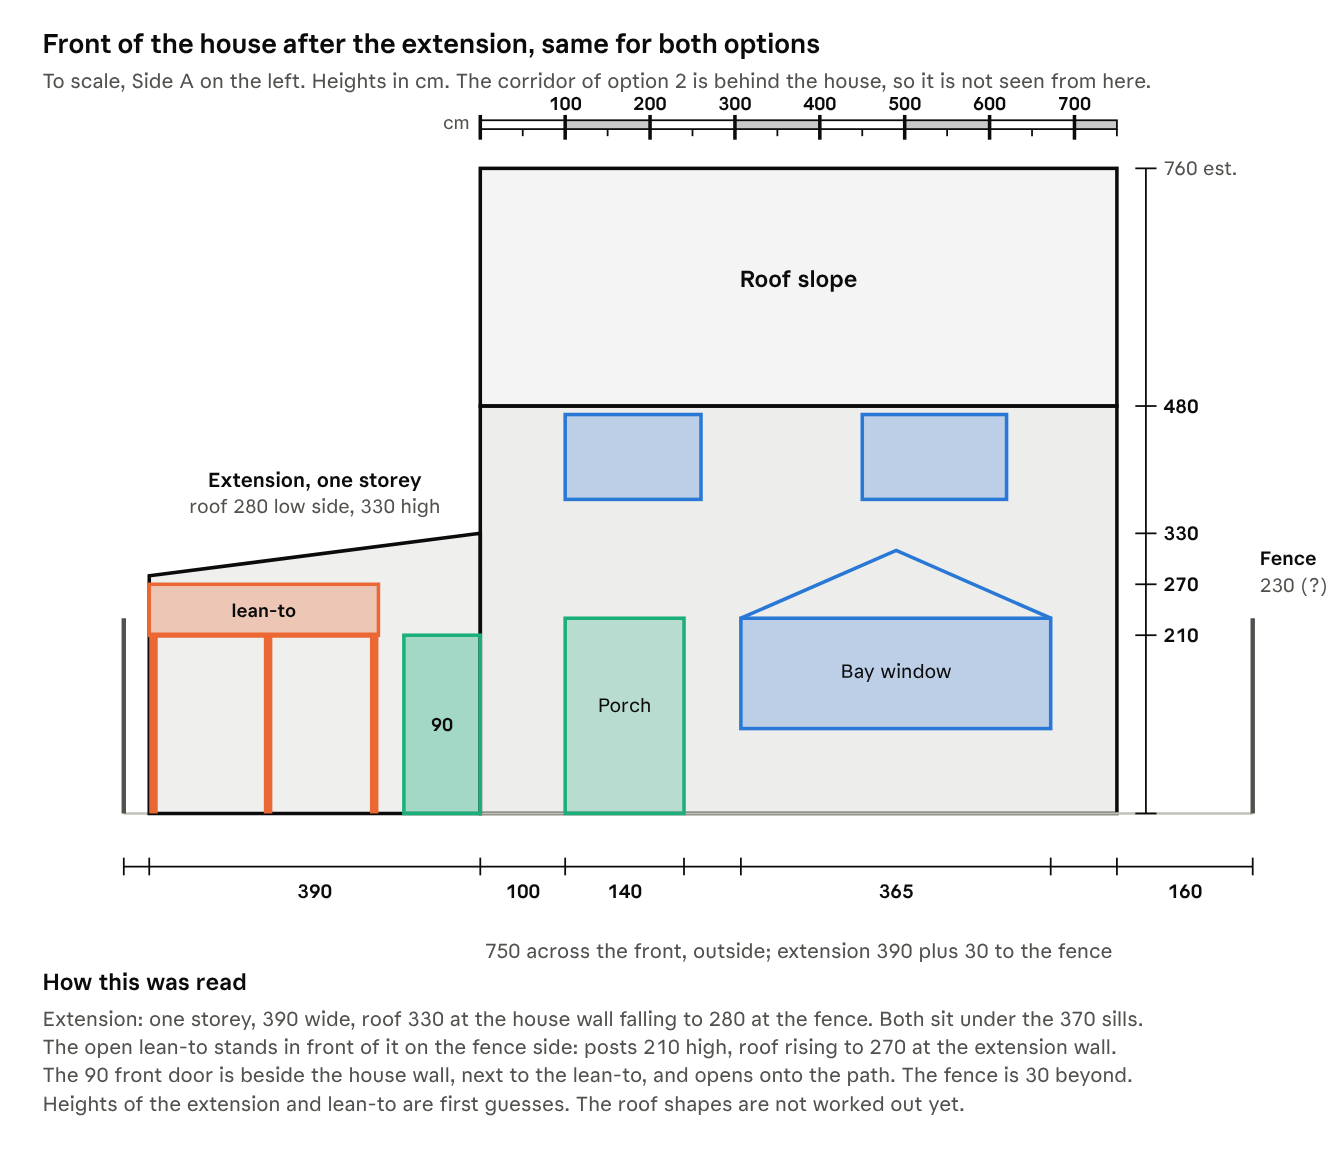 Front of the house after the extension, same for both options
To scale, Side A on the left. Heights in cm. The corridor of option 2 is behind the house, so it is not seen from here.
100 200 300 400 500 600 700
cm
760 est.
Roof slope
480
Extension, one storey
roof 280 low side, 330 high
330
Fence
270
230 (?)
lean-to
210
Bay window
Porch
90
390 100 140 365 160
750 across the front, outside; extension 390 plus 30 to the fence
How this was read
Extension: one storey, 390 wide, roof 330 at the house wall falling to 280 at the fence. Both sit under the 370 sills.
The open lean-to stands in front of it on the fence side: posts 210 high, roof rising to 270 at the extension wall.
The 90 front door is beside the house wall, next to the lean-to, and opens onto the path. The fence is 30 beyond.
Heights of the extension and lean-to are first guesses. The roof shapes are not worked out yet.